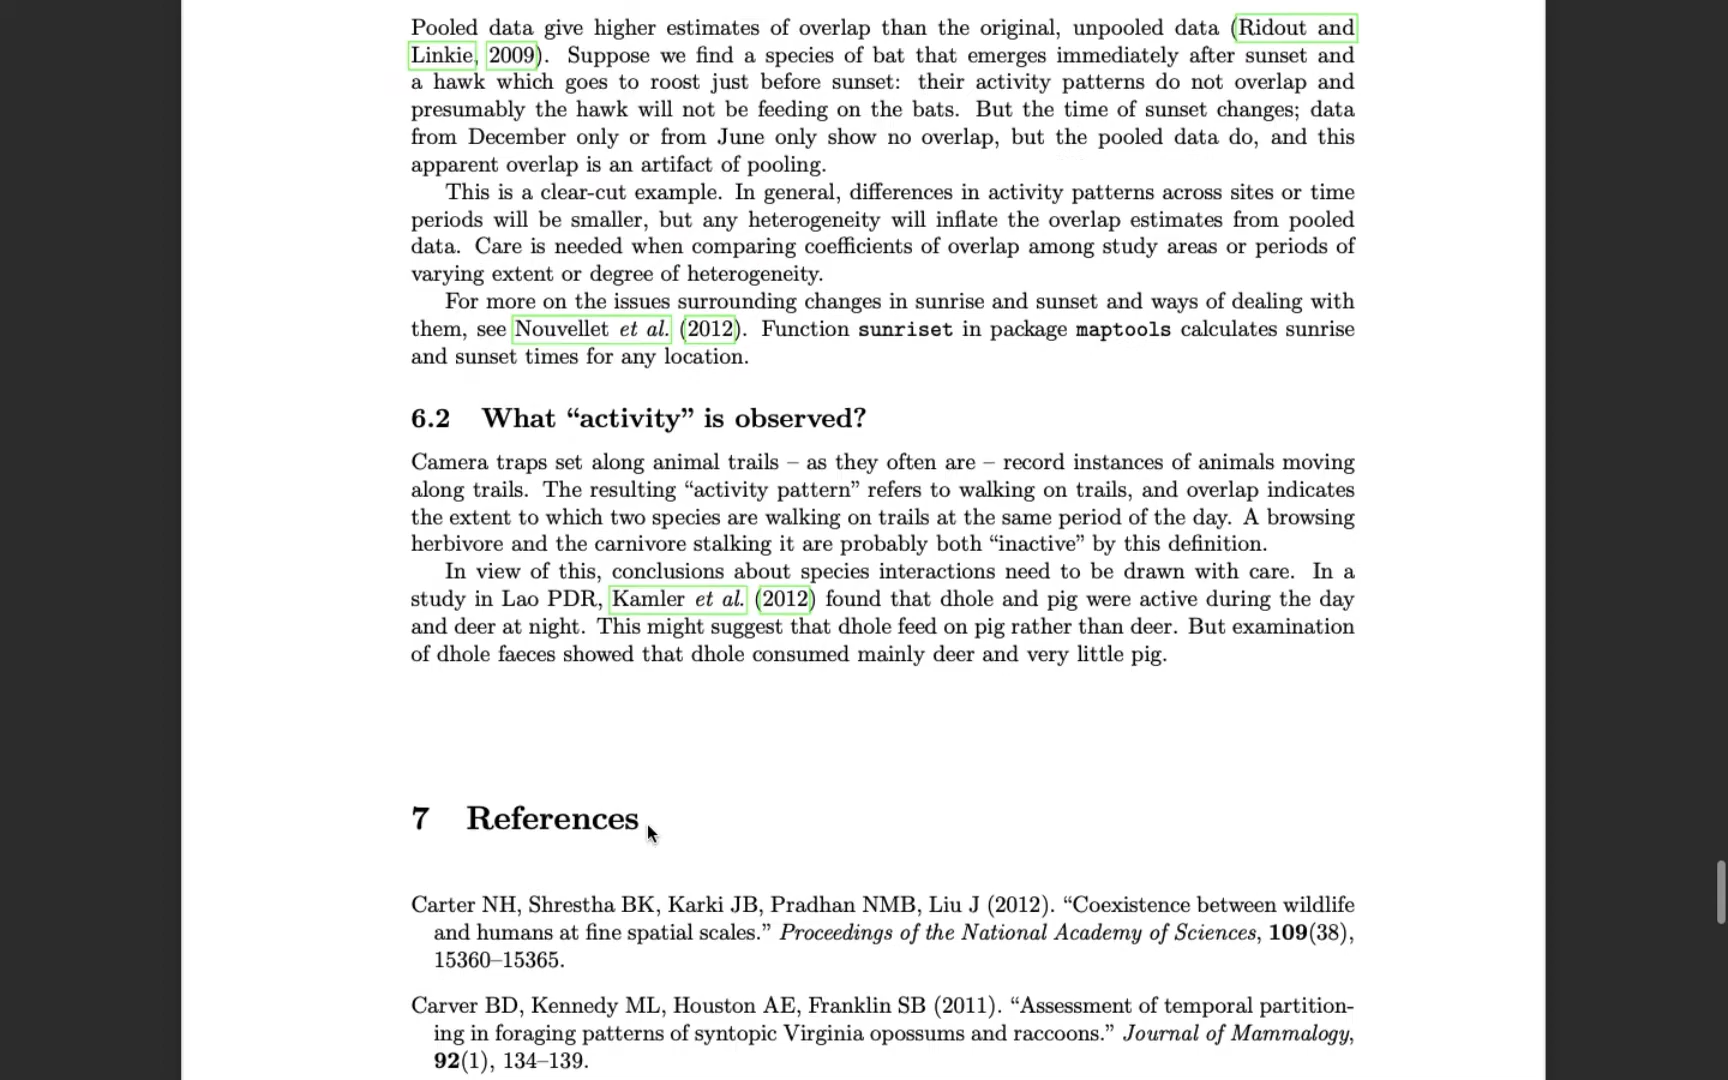 Pooled data give higher estimates of overlap than the original, unpooled data (Ridout and
Linkie, 2009). Suppose we find a species of bat that emerges immediately after sunset and
a hawk which goes to roost just before sunset: their activity patterns do not overlap and
presumably the hawk will not be feeding on the bats. But the time of sunset changes; data
from December only or from June only show no overlap, but the pooled data do, and this
apparent overlap is an artifact of pooling.
This is a clear-cut example. In general, differences in activity patterns across sites or time
periods will be smaller, but any heterogeneity will inflate the overlap estimates from pooled
data. Care is needed when comparing coefficients of overlap among study areas or periods of
varying extent or degree of heterogeneity.
For more on the issues surrounding changes in sunrise and sunset and ways of dealing with
them, see Nouvellet et al. (2012). Function sunriset in package maptools calculates sunrise
and sunset times for any location.
6.2 What “activity” is observed?
Camera traps set along animal trails – as they often are – record instances of animals moving
along trails. The resulting “activity pattern” refers to walking on trails, and overlap indicates
the extent to which two species are walking on trails at the same period of the day. A browsing
herbivore and the carnivore stalking it are probably both “inactive” by this definition.
In view of this, conclusions about species interactions need to be drawn with care. In a
study in Lao PDR, Kamler et al. (2012) found that dhole and pig were active during the day
and deer at night. This might suggest that dhole feed on pig rather than deer. But examination
of dhole faeces showed that dhole consumed mainly deer and very little pig.
7 References
Carter NH, Shrestha BK, Karki JB, Pradhan NMB, Liu J (2012). “Coexistence between wildlife
and humans at fine spatial scales.” Proceedings of the National Academy of Sciences, 109(38),
15360–15365.
Carver BD, Kennedy ML, Houston AE, Franklin SB (2011). “Assessment of temporal partition-
ing in foraging patterns of syntopic Virginia opossums and raccoons.” Journal of Mammalogy,
92(1), 134–139.